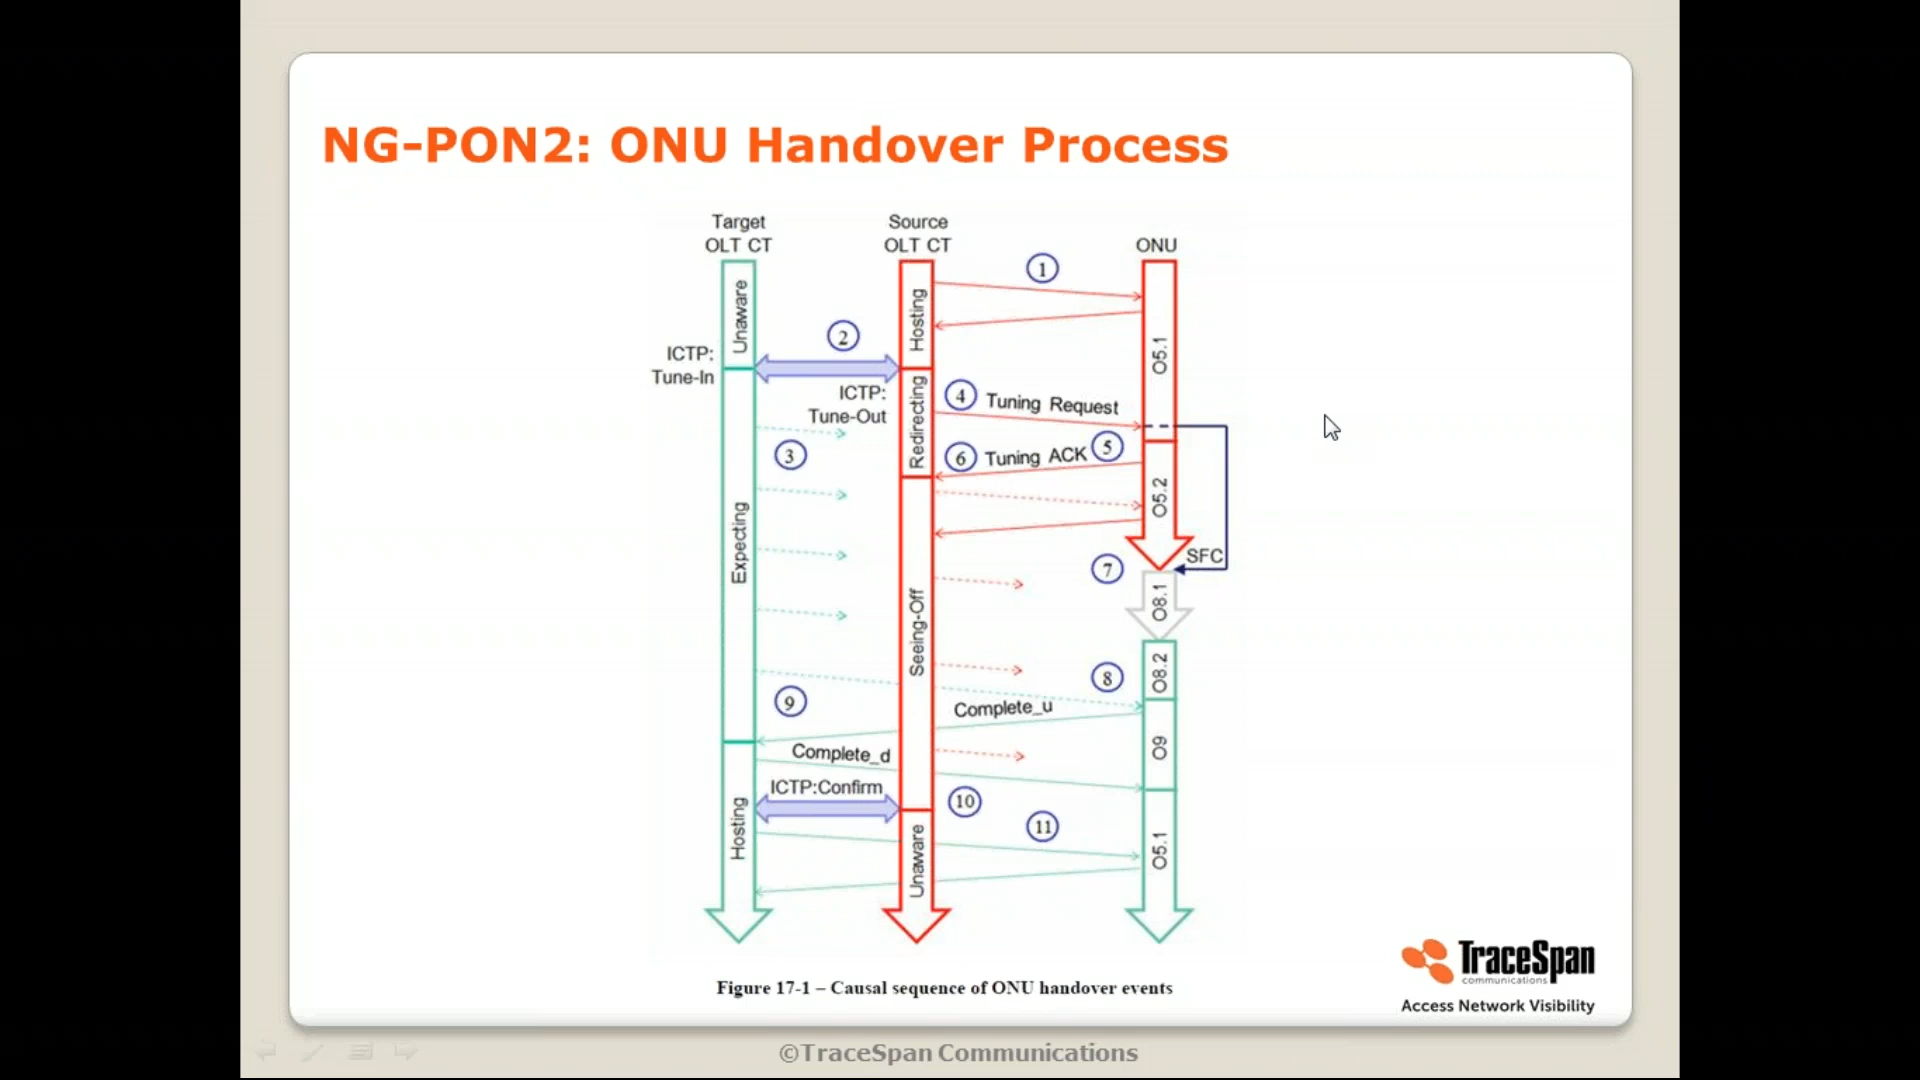 NG-PON2: ONU Handover Process
Target
OLT CT
Source
OLT CT
ONU
1
Unaware
Hosting
2
O5.1
ICTP:
Tune-In
ICTP:
Tune-Out
Redirecting
4 Tuning Request
3
6 Tuning ACK 5
O5.2
Expecting
SFC
7
O8.1
Seeing-Off
8
O8.2
9
Complete_u
O9
Complete_d
ICTP:Confirm
10
Hosting
11
O5.1
Unaware
Figure 17-1 – Causal sequence of ONU handover events
TraceSpan
communications
Access Network Visibility
©TraceSpan Communications